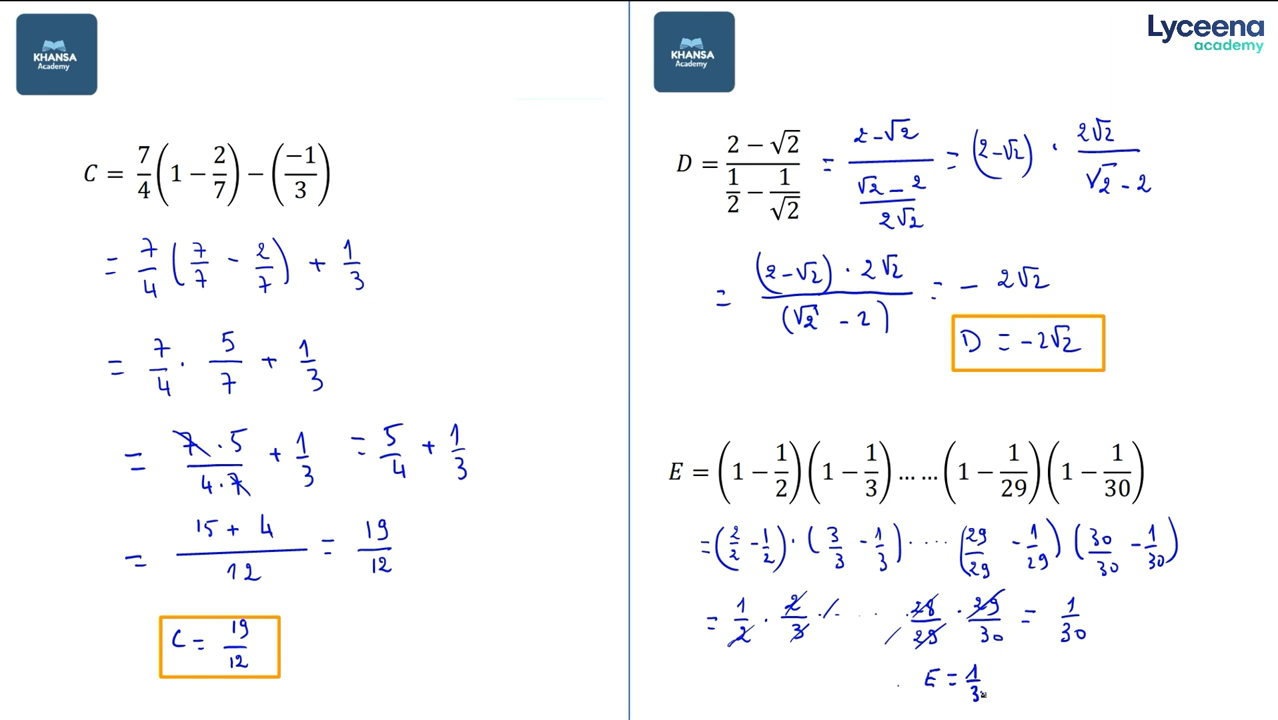 KHANSA
Academy
C = 7/4 (1 − 2/7) − (−1/3)
= 7/4 (7/7 − 2/7) + 1/3
= 7/4 · 5/7 + 1/3
= (7 · 5)/(4 · 7) + 1/3 = 5/4 + 1/3
= (15 + 4)/12 = 19/12
C = 19/12
KHANSA
Academy
Lyceena
academy
D = (2 − √2)/(1/2 − 1/√2) = (2 − √2)/((√2 − 2)/(2√2)) = (2 − √2) · 2√2/(√2 − 2)
= ((2 − √2) · 2√2)/((√2 − 2)) = − 2√2
D = −2√2
E = (1 − 1/2)(1 − 1/3) … … (1 − 1/29)(1 − 1/30)
= (2/2 − 1/2) · (3/3 − 1/3) · · · · · (29/29 − 1/29)(30/30 − 1/30)
= 1/2 · 2/3 · · · · 28/29 · 29/30 = 1/30
E = 1/3